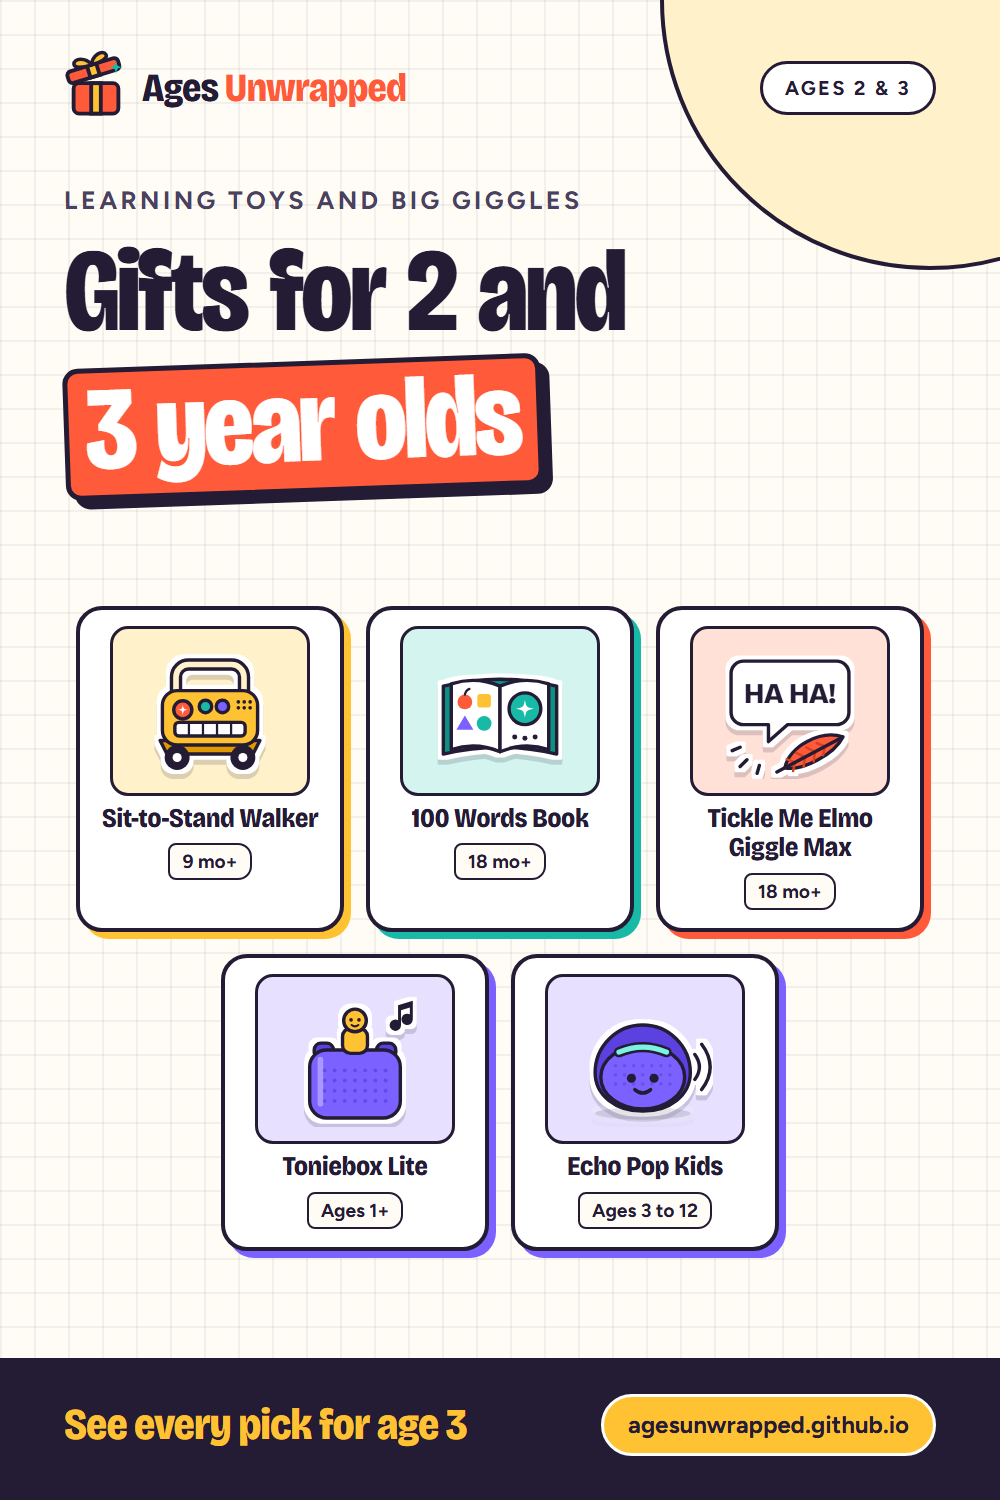 Ages Unwrapped
AGES 2 & 3
LEARNING TOYS AND BIG GIGGLES
Gifts for 2 and
3 year olds
Sit-to-Stand Walker
9 mo+
100 Words Book
18 mo+
HA HA!
Tickle Me Elmo
Giggle Max
18 mo+
Toniebox Lite
Ages 1+
Echo Pop Kids
Ages 3 to 12
See every pick for age 3
agesunwrapped.github.io